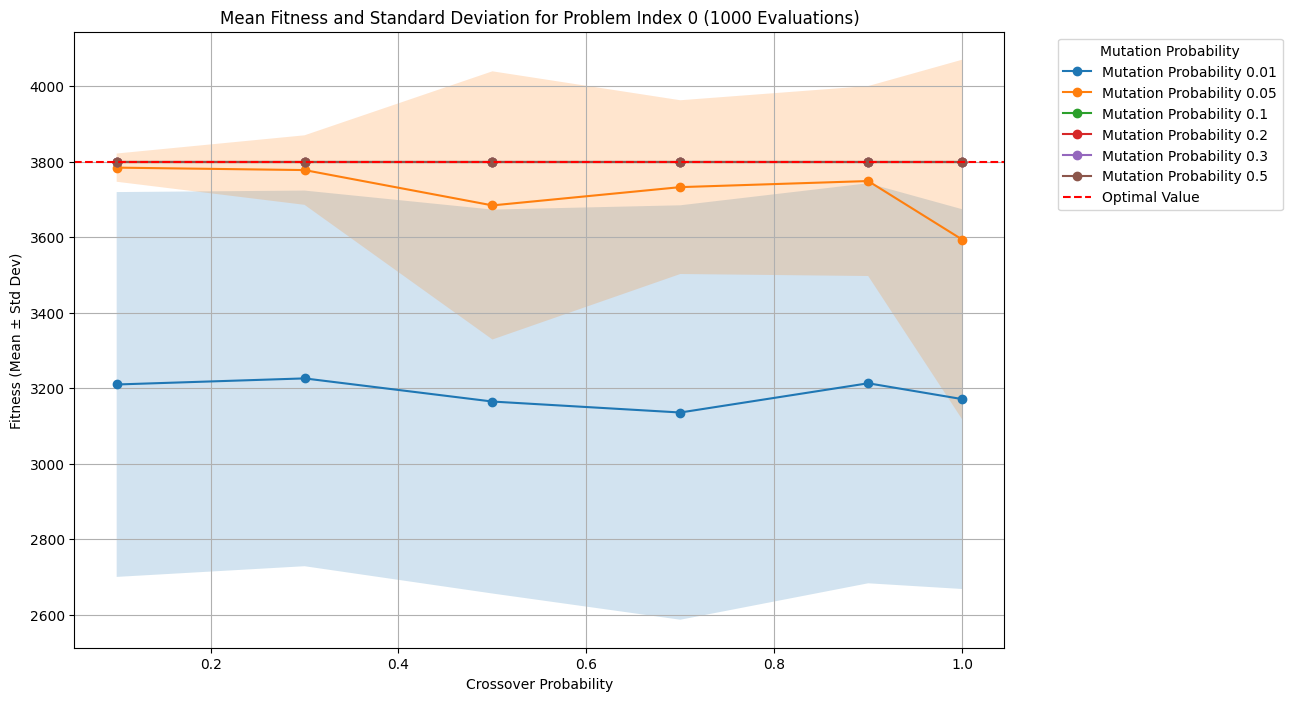 Mean Fitness and Standard Deviation for Problem Index 0 (1000 Evaluations)
Fitness (Mean ± Std Dev)
4000
3800
3600
3400
3200
3000
2800
2600
0.2
0.4
0.6
0.8
1.0
Crossover Probability
Mutation Probability
Mutation Probability 0.01
Mutation Probability 0.05
Mutation Probability 0.1
Mutation Probability 0.2
Mutation Probability 0.3
Mutation Probability 0.5
Optimal Value